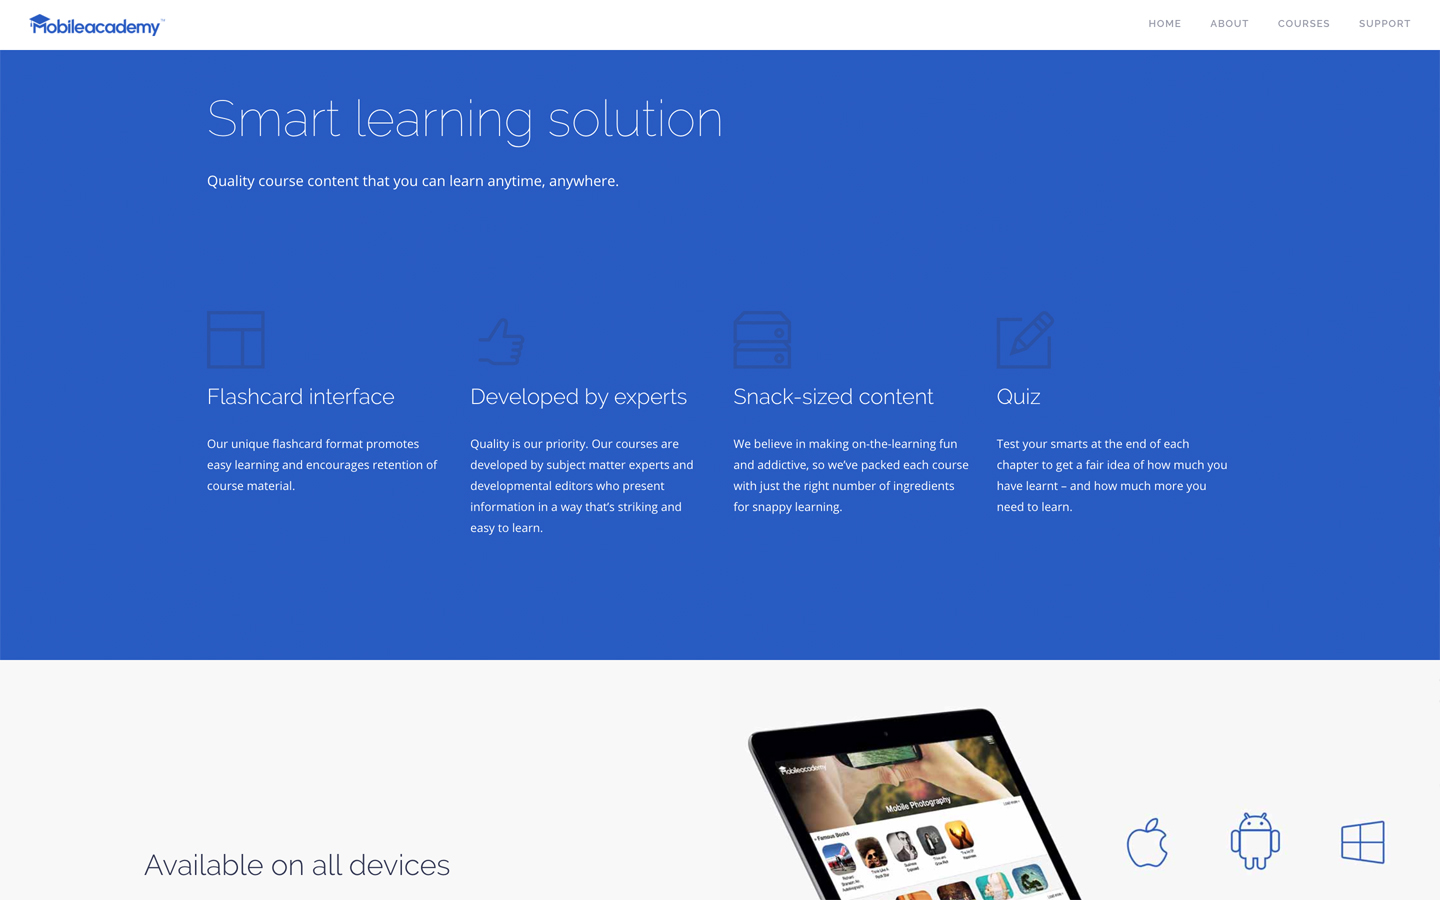 Mobileacademy
HOME ABOUT COURSES SUPPORT
Smart learning solution
Quality course content that you can learn anytime, anywhere.
Flashcard interface
Our unique flashcard format promotes
easy learning and encourages retention of
course material.
Developed by experts
Quality is our priority. Our courses are
developed by subject matter experts and
developmental editors who present
information in a way that’s striking and
easy to learn.
Snack-sized content
We believe in making on-the-learning fun
and addictive, so we’ve packed each course
with just the right number of ingredients
for snappy learning.
Quiz
Test your smarts at the end of each
chapter to get a fair idea of how much you
have learnt – and how much more you
need to learn.
Available on all devices
Mobileacademy
Mobile Photography
Famous Books